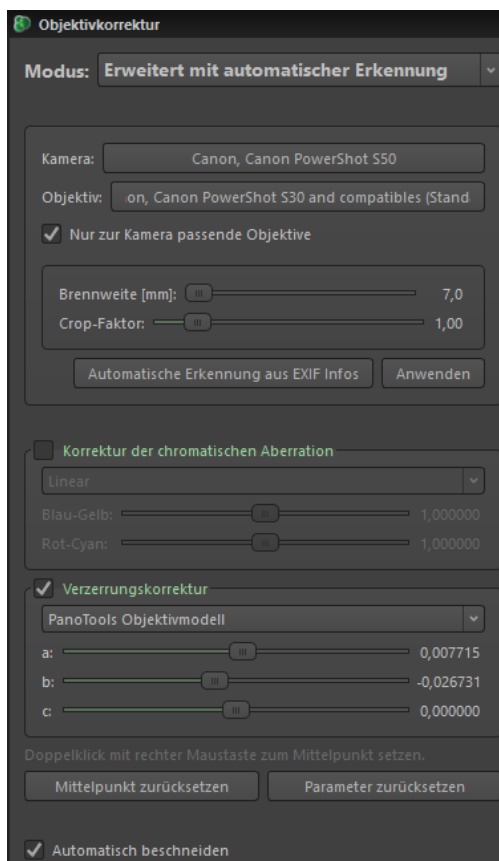 Objektivkorrektur
Modus: Erweitert mit automatischer Erkennung
Kamera: Canon, Canon PowerShot S50
Objektiv: on, Canon PowerShot S30 and compatibles (Stand
Nur zur Kamera passende Objektive
Brennweite [mm]: 7,0
Crop-Faktor: 1,00
Automatische Erkennung aus EXIF Infos Anwenden
Korrektur der chromatischen Aberration
Linear
Blau-Gelb: 1,000000
Rot-Cyan: 1,000000
Verzerrungskorrektur
PanoTools Objektivmodell
a: 0,007715
b: -0,026731
c: 0,000000
Doppelklick mit rechter Maustaste zum Mittelpunkt setzen.
Mittelpunkt zurücksetzen Parameter zurücksetzen
Automatisch beschneiden